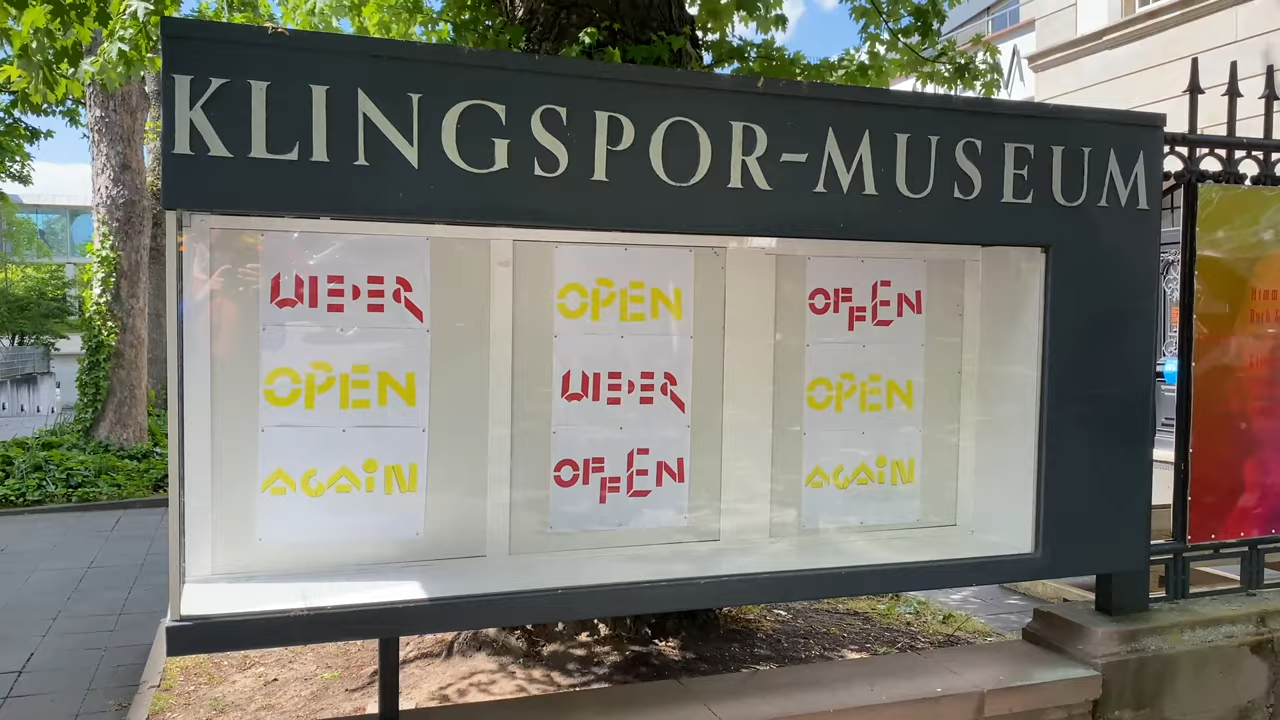 KLINGSPOR-MUSEUM
WIEDER
OPEN
AGAiN
OPEN
WIEDER
OFFEN
OFFEN
OPEN
AGAiN